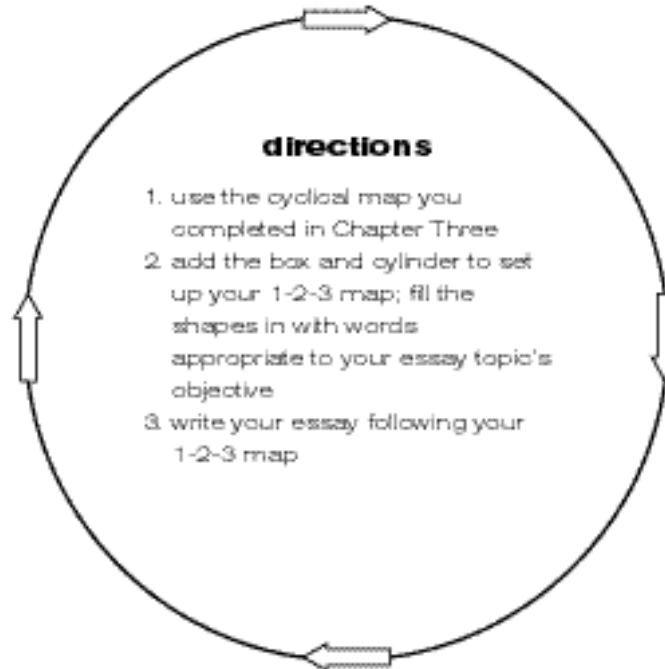 directions
1. use the cyclical map you
completed in Chapter Three
2. add the box and cylinder to set
up your 1-2-3 map; fill the
shapes in with words
appropriate to your essay topic's
objective
3. write your essay following your
1-2-3 map